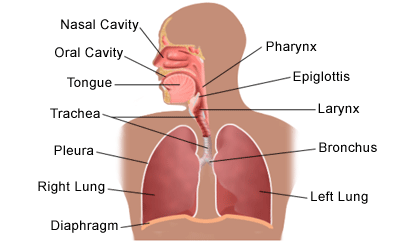 Nasal Cavity
Oral Cavity
Tongue
Trachea
Pleura
Right Lung
Diaphragm
Pharynx
Epiglottis
Larynx
Bronchus
Left Lung